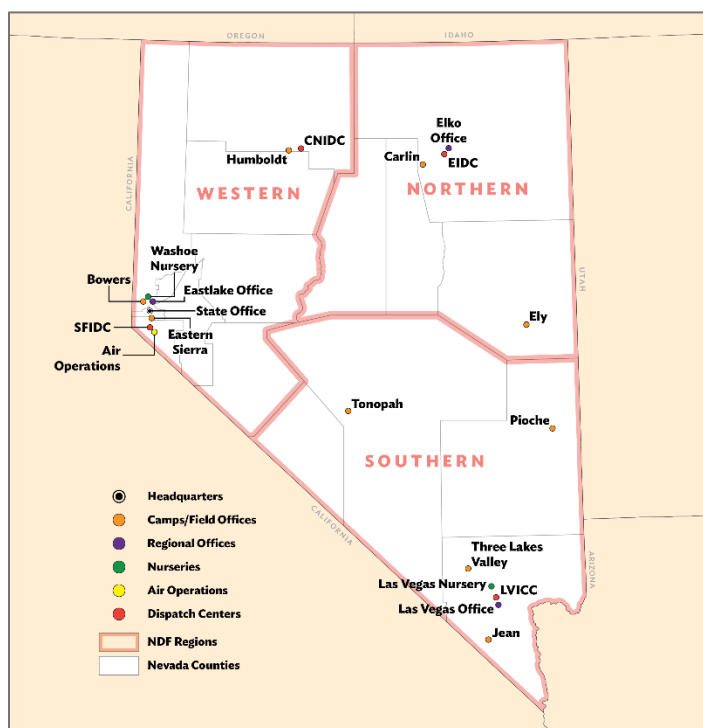 OREGON
IDAHO
CALIFORNIA
CNIDC
Humboldt
Elko
Office
EIDC
Carlin
WESTERN
NORTHERN
Washoe
Nursery
Bowers
Eastlake Office
State Office
SFIDC
Eastern
Sierra
Air
Operations
UTAH
Ely
Tonopah
Pioche
SOUTHERN
CALIFORNIA
ARIZONA
Three Lakes
Valley
Las Vegas Nursery
LVICC
Las Vegas Office
Jean
Headquarters
Camps/Field Offices
Regional Offices
Nurseries
Air Operations
Dispatch Centers
NDF Regions
Nevada Counties